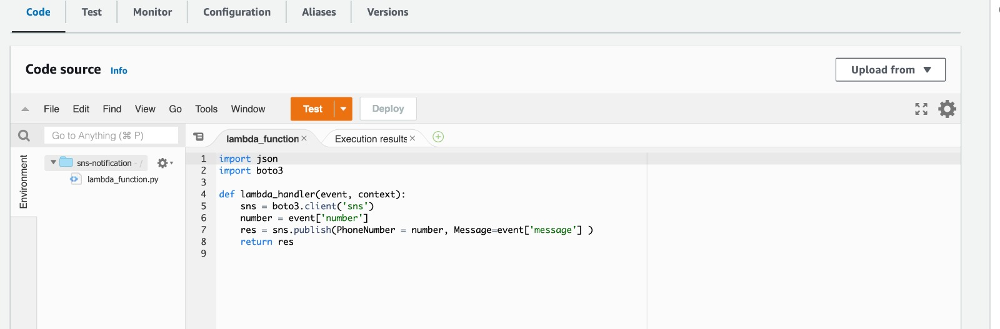 Code Test Monitor Configuration Aliases Versions
Code source Info
Upload from
File Edit Find View Go Tools Window Test Deploy
Go to Anything (⌘ P)
lambda_function Execution results
Environment
sns-notification - /
lambda_function.py
1 import json
2 import boto3
3
4 def lambda_handler(event, context):
5     sns = boto3.client('sns')
6     number = event['number']
7     res = sns.publish(PhoneNumber = number, Message=event['message'] )
8     return res
9